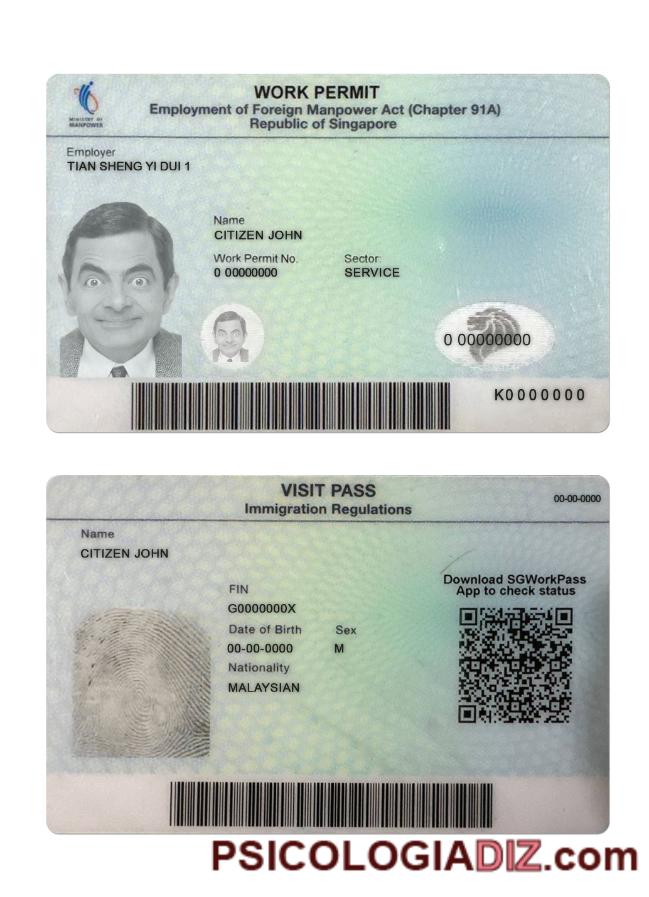 MINISTRY OF
MANPOWER
WORK PERMIT
Employment of Foreign Manpower Act (Chapter 91A)
Republic of Singapore
Employer
TIAN SHENG YI DUI 1
Name
CITIZEN JOHN
Work Permit No. Sector:
0 00000000 SERVICE
0 00000000
K0000000
VISIT PASS
Immigration Regulations
00-00-0000
Name
CITIZEN JOHN
Download SGWorkPass
App to check status
FIN
G0000000X
Date of Birth Sex
00-00-0000 M
Nationality
MALAYSIAN
PSICOLOGIADIZ.com